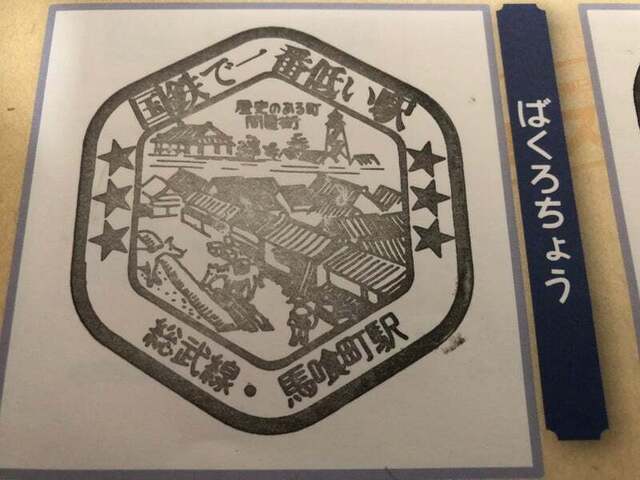 国鉄で一番低い駅
歴史のある町
問屋街
総武線・馬喰町駅
ばくろちょう